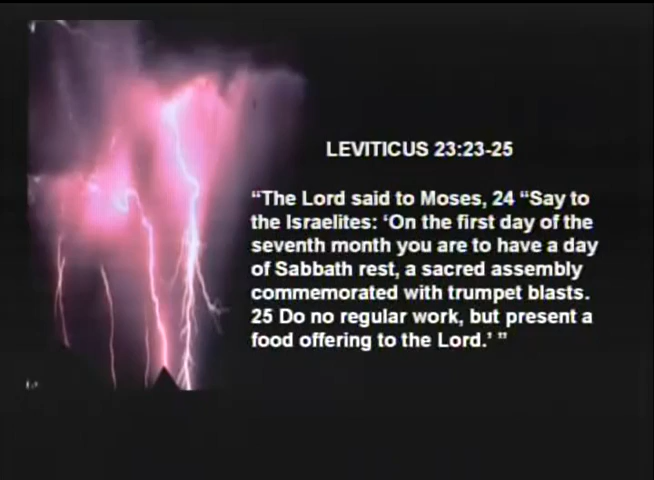 LEVITICUS 23:23-25
“The Lord said to Moses, 24 “Say to
the Israelites: ‘On the first day of the
seventh month you are to have a day
of Sabbath rest, a sacred assembly
commemorated with trumpet blasts.
25 Do no regular work, but present a
food offering to the Lord.’ ”